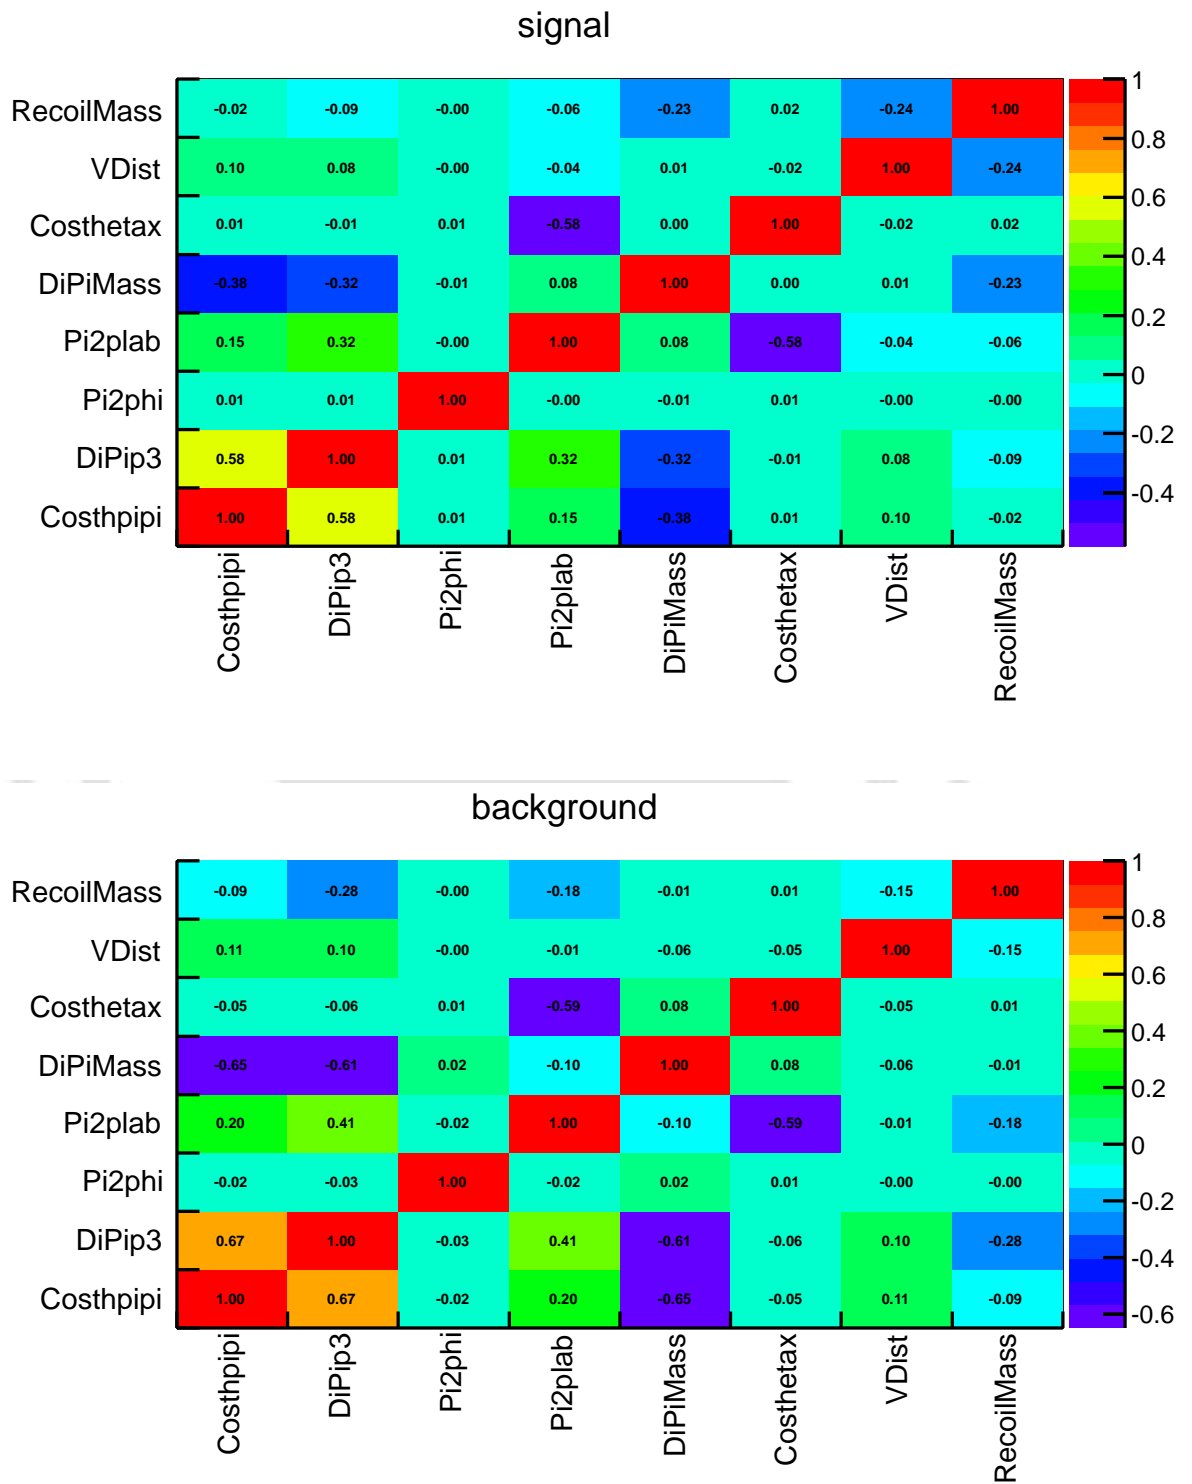 signal
RecoilMass -0.02 -0.09 -0.00 -0.06 -0.23 0.02 -0.24 1.00
VDist 0.10 0.08 -0.00 -0.04 0.01 -0.02 1.00 -0.24
Costhetax 0.01 -0.01 0.01 -0.58 0.00 1.00 -0.02 0.02
DiPiMass -0.38 -0.32 -0.01 0.08 1.00 0.00 0.01 -0.23
Pi2plab 0.15 0.32 -0.00 1.00 0.08 -0.58 -0.04 -0.06
Pi2phi 0.01 0.01 1.00 -0.00 -0.01 0.01 -0.00 -0.00
DiPip3 0.58 1.00 0.01 0.32 -0.32 -0.01 0.08 -0.09
Costhpipi 1.00 0.58 0.01 0.15 -0.38 0.01 0.10 -0.02
Costhpipi DiPip3 Pi2phi Pi2plab DiPiMass Costhetax VDist RecoilMass
1
0.8
0.6
0.4
0.2
0
-0.2
-0.4
background
RecoilMass -0.09 -0.28 -0.00 -0.18 -0.01 0.01 -0.15 1.00
VDist 0.11 0.10 -0.00 -0.01 -0.06 -0.05 1.00 -0.15
Costhetax -0.05 -0.06 0.01 -0.59 0.08 1.00 -0.05 0.01
DiPiMass -0.65 -0.61 0.02 -0.10 1.00 0.08 -0.06 -0.01
Pi2plab 0.20 0.41 -0.02 1.00 -0.10 -0.59 -0.01 -0.18
Pi2phi -0.02 -0.03 1.00 -0.02 0.02 0.01 -0.00 -0.00
DiPip3 0.67 1.00 -0.03 0.41 -0.61 -0.06 0.10 -0.28
Costhpipi 1.00 0.67 -0.02 0.20 -0.65 -0.05 0.11 -0.09
Costhpipi DiPip3 Pi2phi Pi2plab DiPiMass Costhetax VDist RecoilMass
1
0.8
0.6
0.4
0.2
0
-0.2
-0.4
-0.6